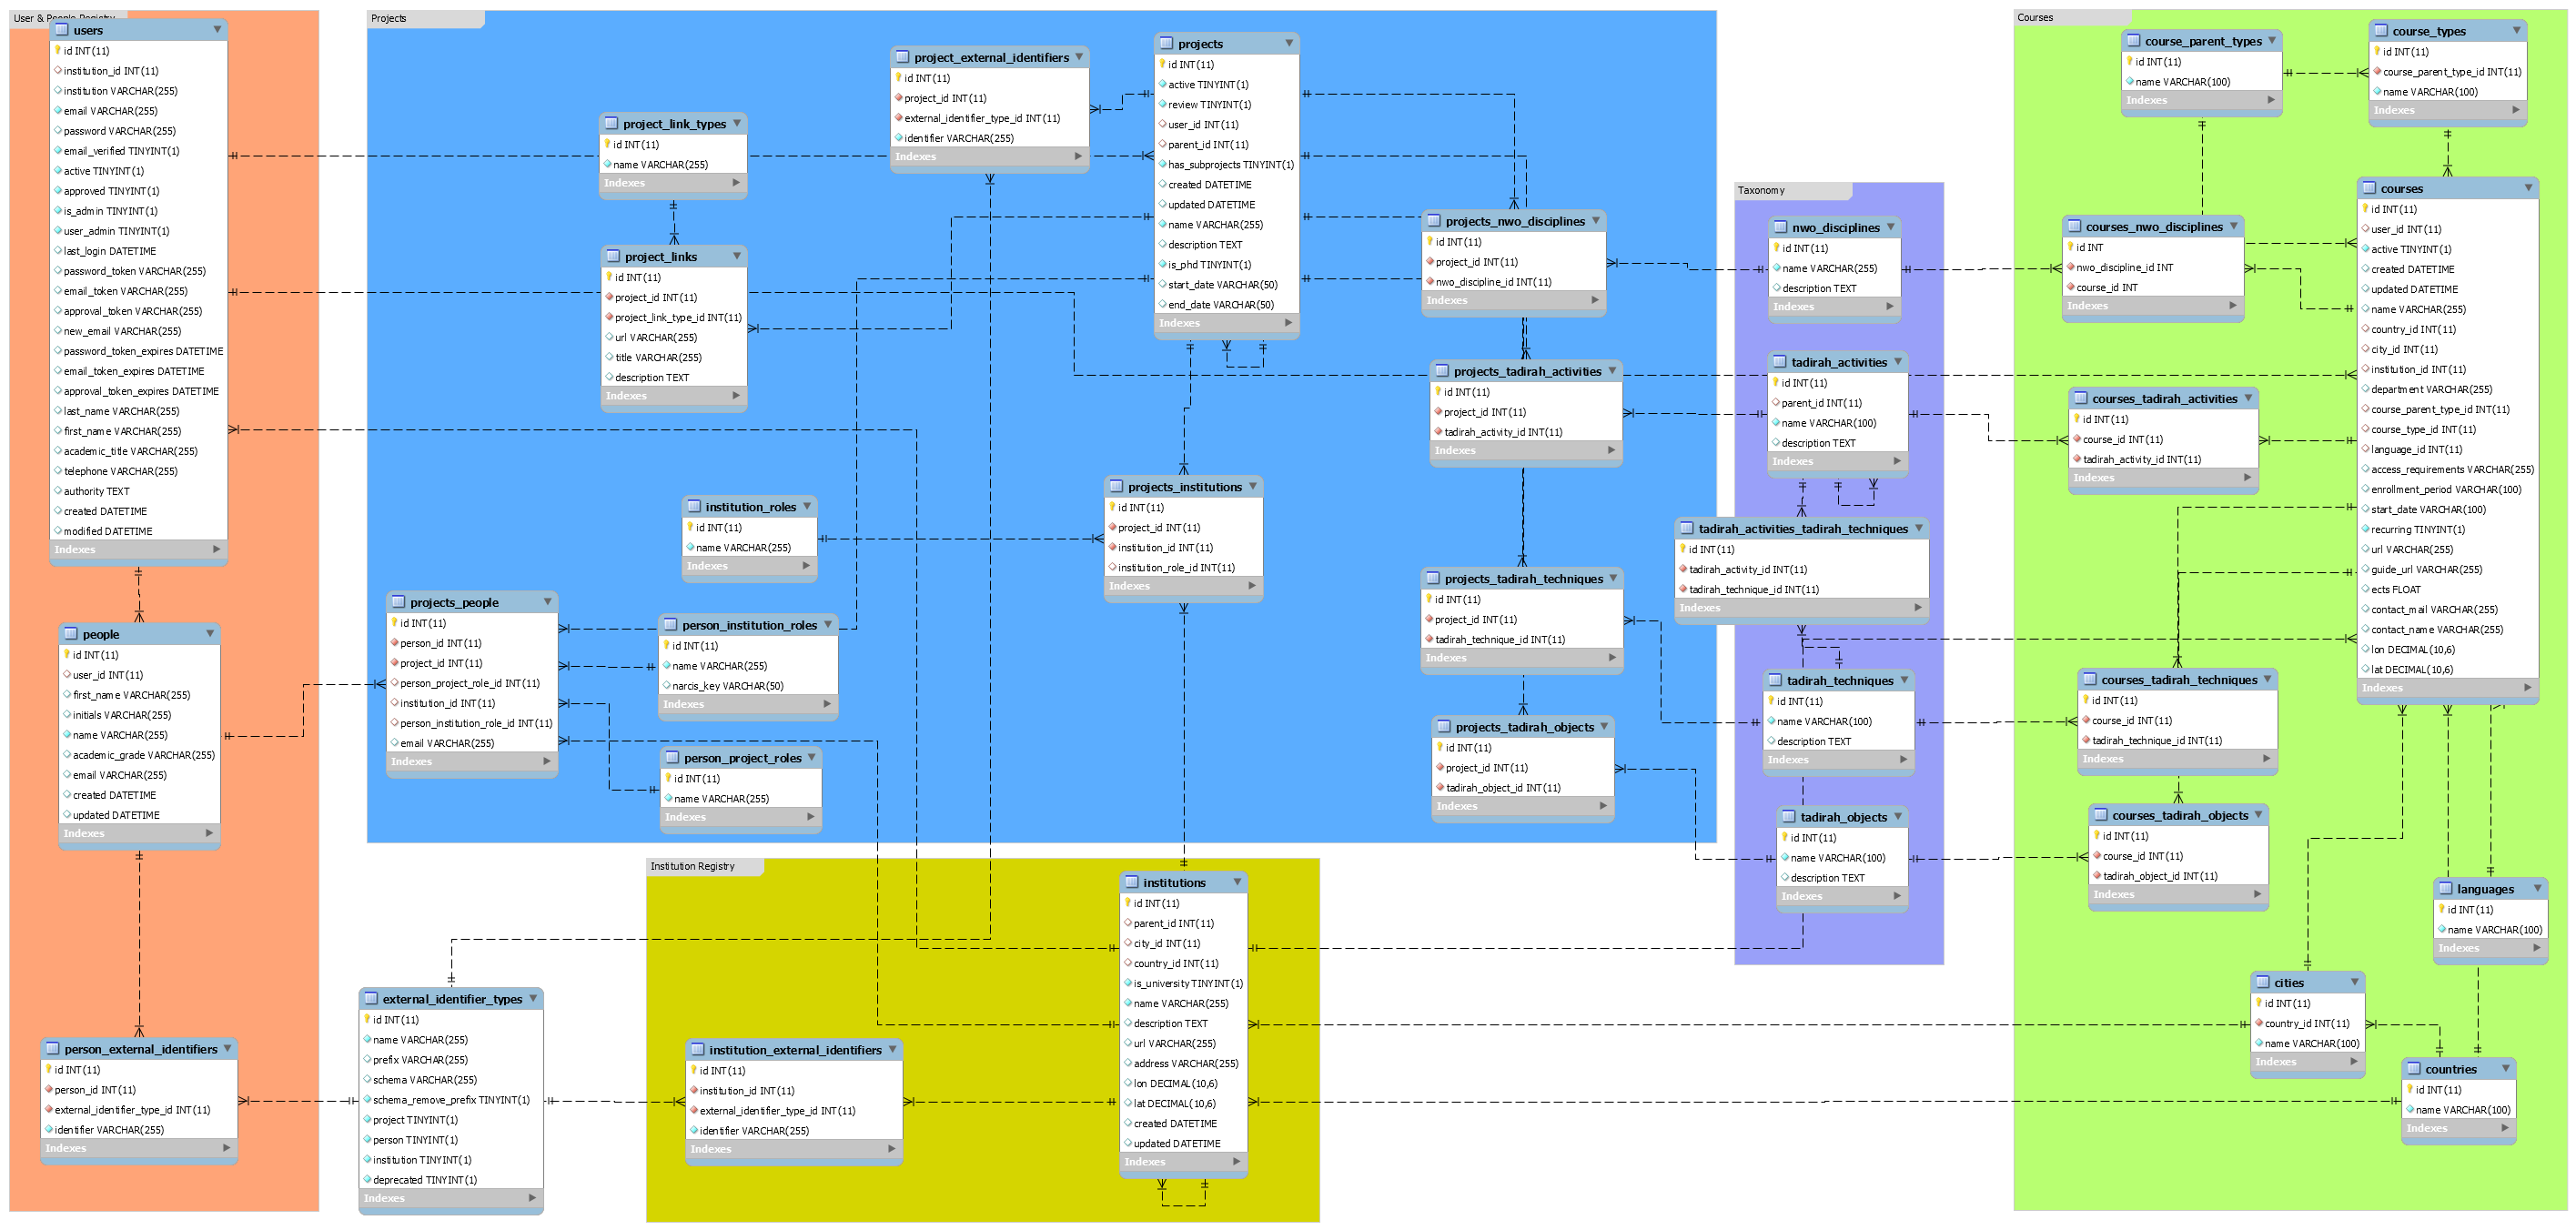 User & People Registry
users
id INT(11)
institution_id INT(11)
institution VARCHAR(255)
email VARCHAR(255)
password VARCHAR(255)
email_verified TINYINT(1)
active TINYINT(1)
approved TINYINT(1)
is_admin TINYINT(1)
user_admin TINYINT(1)
last_login DATETIME
password_token VARCHAR(255)
email_token VARCHAR(255)
approval_token VARCHAR(255)
new_email VARCHAR(255)
password_token_expires DATETIME
email_token_expires DATETIME
approval_token_expires DATETIME
last_name VARCHAR(255)
first_name VARCHAR(255)
academic_title VARCHAR(255)
telephone VARCHAR(255)
authority TEXT
created DATETIME
modified DATETIME
Indexes
people
id INT(11)
user_id INT(11)
first_name VARCHAR(255)
initials VARCHAR(255)
name VARCHAR(255)
academic_grade VARCHAR(255)
email VARCHAR(255)
created DATETIME
updated DATETIME
Indexes
person_external_identifiers
id INT(11)
person_id INT(11)
external_identifier_type_id INT(11)
identifier VARCHAR(255)
Indexes
external_identifier_types
id INT(11)
name VARCHAR(255)
prefix VARCHAR(255)
schema VARCHAR(255)
schema_remove_prefix TINYINT(1)
project TINYINT(1)
person TINYINT(1)
institution TINYINT(1)
deprecated TINYINT(1)
Indexes
Projects
project_link_types
id INT(11)
name VARCHAR(255)
Indexes
project_links
id INT(11)
project_id INT(11)
project_link_type_id INT(11)
url VARCHAR(255)
title VARCHAR(255)
description TEXT
Indexes
project_external_identifiers
id INT(11)
project_id INT(11)
external_identifier_type_id INT(11)
identifier VARCHAR(255)
Indexes
projects
id INT(11)
active TINYINT(1)
review TINYINT(1)
user_id INT(11)
parent_id INT(11)
has_subprojects TINYINT(1)
created DATETIME
updated DATETIME
name VARCHAR(255)
description TEXT
is_phd TINYINT(1)
start_date VARCHAR(50)
end_date VARCHAR(50)
Indexes
projects_nwo_disciplines
id INT(11)
project_id INT(11)
nwo_discipline_id INT(11)
Indexes
projects_tadirah_activities
id INT(11)
project_id INT(11)
tadirah_activity_id INT(11)
Indexes
institution_roles
id INT(11)
name VARCHAR(255)
Indexes
projects_institutions
id INT(11)
project_id INT(11)
institution_id INT(11)
institution_role_id INT(11)
Indexes
projects_people
id INT(11)
person_id INT(11)
project_id INT(11)
person_project_role_id INT(11)
institution_id INT(11)
person_institution_role_id INT(11)
email VARCHAR(255)
Indexes
person_institution_roles
id INT(11)
name VARCHAR(255)
narcis_key VARCHAR(50)
Indexes
person_project_roles
id INT(11)
name VARCHAR(255)
Indexes
projects_tadirah_techniques
id INT(11)
project_id INT(11)
tadirah_technique_id INT(11)
Indexes
projects_tadirah_objects
id INT(11)
project_id INT(11)
tadirah_object_id INT(11)
Indexes
Institution Registry
institutions
id INT(11)
parent_id INT(11)
city_id INT(11)
country_id INT(11)
is_university TINYINT(1)
name VARCHAR(255)
description TEXT
url VARCHAR(255)
address VARCHAR(255)
lon DECIMAL(10,6)
lat DECIMAL(10,6)
created DATETIME
updated DATETIME
Indexes
institution_external_identifiers
id INT(11)
institution_id INT(11)
external_identifier_type_id INT(11)
identifier VARCHAR(255)
Indexes
Taxonomy
nwo_disciplines
id INT(11)
name VARCHAR(255)
description TEXT
Indexes
tadirah_activities
id INT(11)
parent_id INT(11)
name VARCHAR(100)
description TEXT
Indexes
tadirah_activities_tadirah_techniques
id INT(11)
tadirah_activity_id INT(11)
tadirah_technique_id INT(11)
Indexes
tadirah_techniques
id INT(11)
name VARCHAR(100)
description TEXT
Indexes
tadirah_objects
id INT(11)
name VARCHAR(100)
description TEXT
Indexes
Courses
course_parent_types
id INT(11)
name VARCHAR(100)
Indexes
course_types
id INT(11)
course_parent_type_id INT(11)
name VARCHAR(100)
Indexes
courses_nwo_disciplines
id INT
nwo_discipline_id INT
course_id INT
Indexes
courses
id INT(11)
user_id INT(11)
active TINYINT(1)
created DATETIME
updated DATETIME
name VARCHAR(255)
country_id INT(11)
city_id INT(11)
institution_id INT(11)
department VARCHAR(255)
course_parent_type_id INT(11)
course_type_id INT(11)
language_id INT(11)
access_requirements VARCHAR(255)
enrollment_period VARCHAR(100)
start_date VARCHAR(100)
recurring TINYINT(1)
url VARCHAR(255)
guide_url VARCHAR(255)
ects FLOAT
contact_mail VARCHAR(255)
contact_name VARCHAR(255)
lon DECIMAL(10,6)
lat DECIMAL(10,6)
Indexes
courses_tadirah_activities
id INT(11)
course_id INT(11)
tadirah_activity_id INT(11)
Indexes
courses_tadirah_techniques
id INT(11)
course_id INT(11)
tadirah_technique_id INT(11)
Indexes
courses_tadirah_objects
id INT(11)
course_id INT(11)
tadirah_object_id INT(11)
Indexes
languages
id INT(11)
name VARCHAR(100)
Indexes
cities
id INT(11)
country_id INT(11)
name VARCHAR(100)
Indexes
countries
id INT(11)
name VARCHAR(100)
Indexes